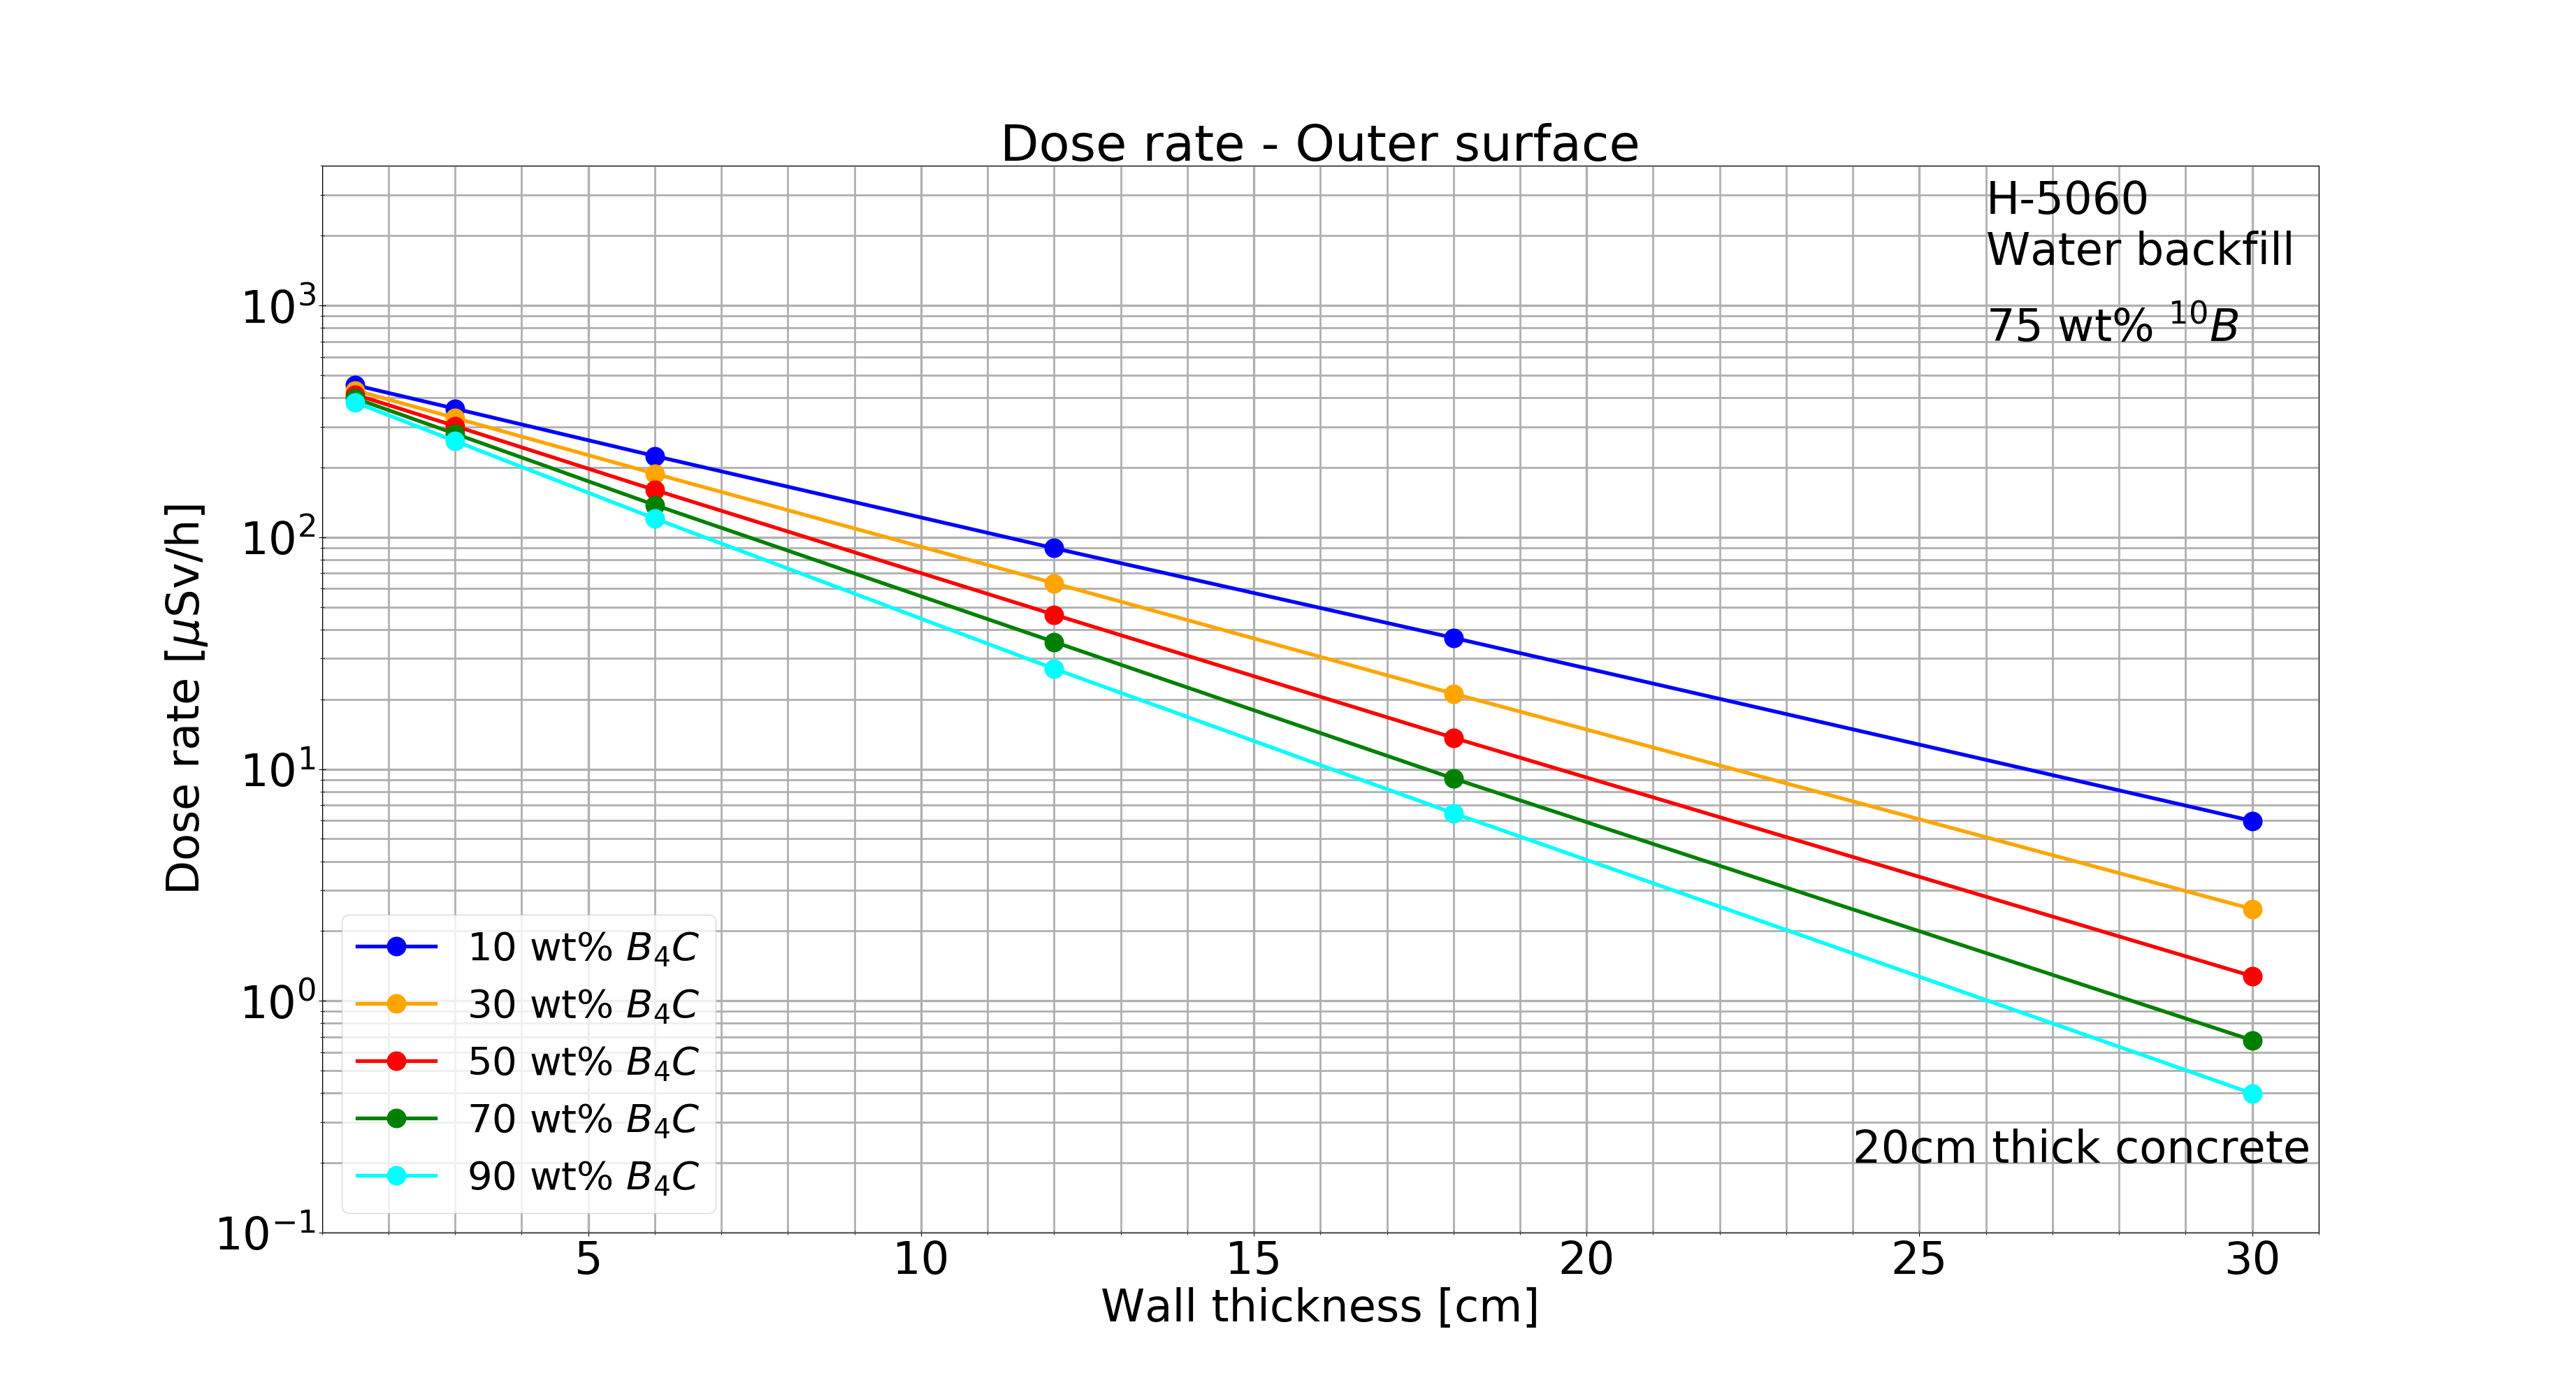 Dose rate - Outer surface
H-5060
Water backfill
75 wt% ¹⁰B
10³
10²
10¹
10⁰
10⁻¹
Dose rate [μSv/h]
10 wt% B₄C
30 wt% B₄C
50 wt% B₄C
70 wt% B₄C
90 wt% B₄C
20cm thick concrete
5 10 15 20 25 30
Wall thickness [cm]